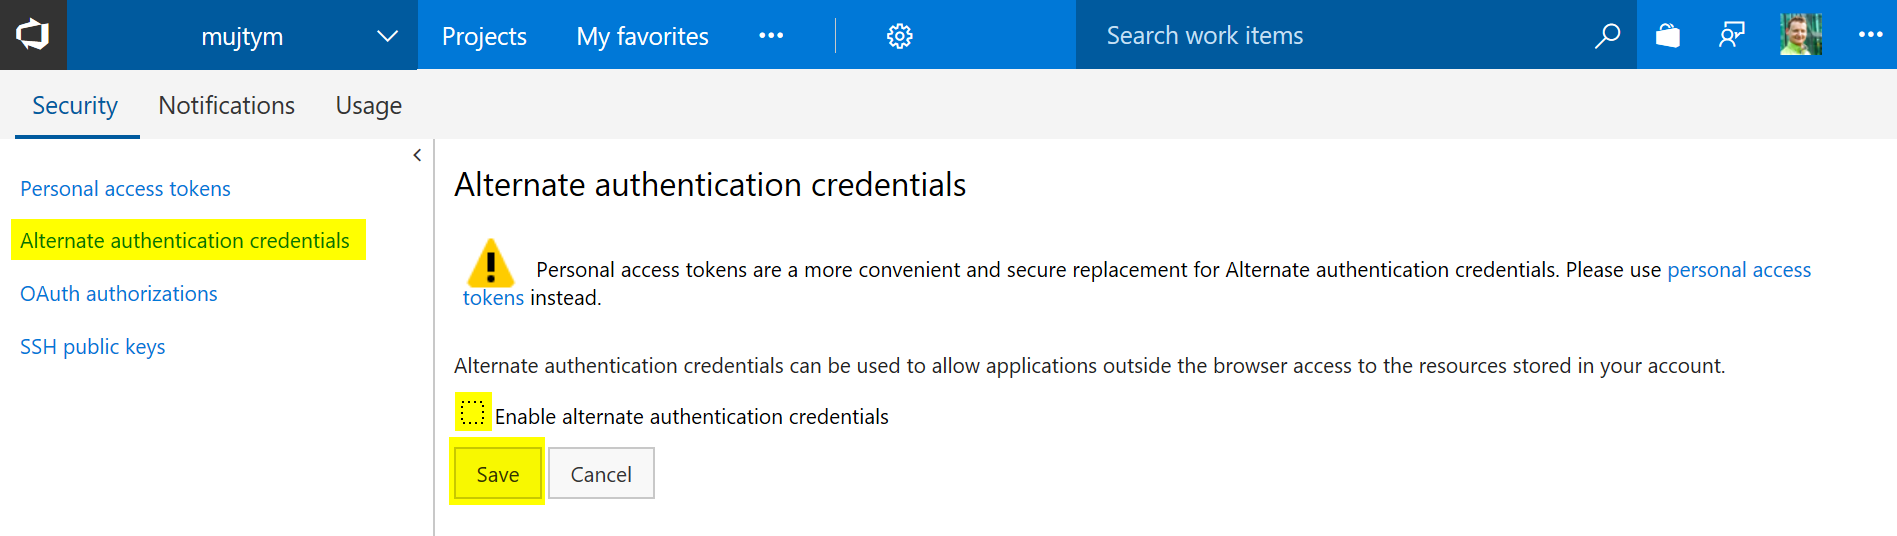 mujtym
Projects
My favorites
Search work items
Security
Notifications
Usage
Personal access tokens
Alternate authentication credentials
OAuth authorizations
SSH public keys
Alternate authentication credentials
Personal access tokens are a more convenient and secure replacement for Alternate authentication credentials. Please use personal access
tokens instead.
Alternate authentication credentials can be used to allow applications outside the browser access to the resources stored in your account.
Enable alternate authentication credentials
Save
Cancel